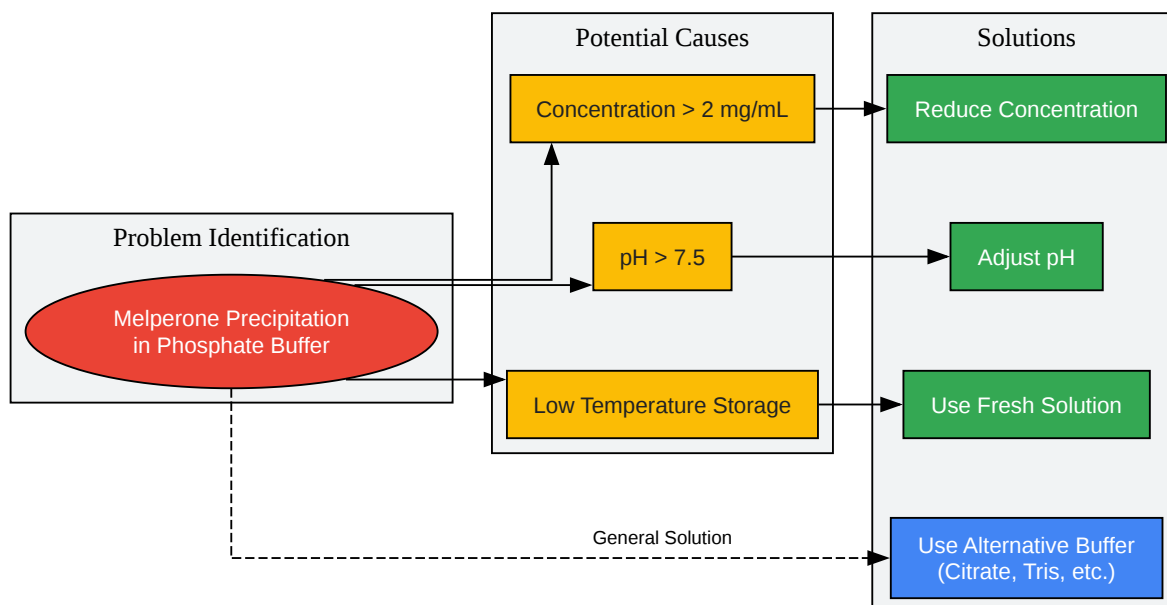 Potential Causes
Solutions
Concentration > 2 mg/mL
Reduce Concentration
Problem Identification
pH > 7.5
Adjust pH
Melperone Precipitation
in Phosphate Buffer
Low Temperature Storage
Use Fresh Solution
General Solution
Use Alternative Buffer
(Citrate, Tris, etc.)